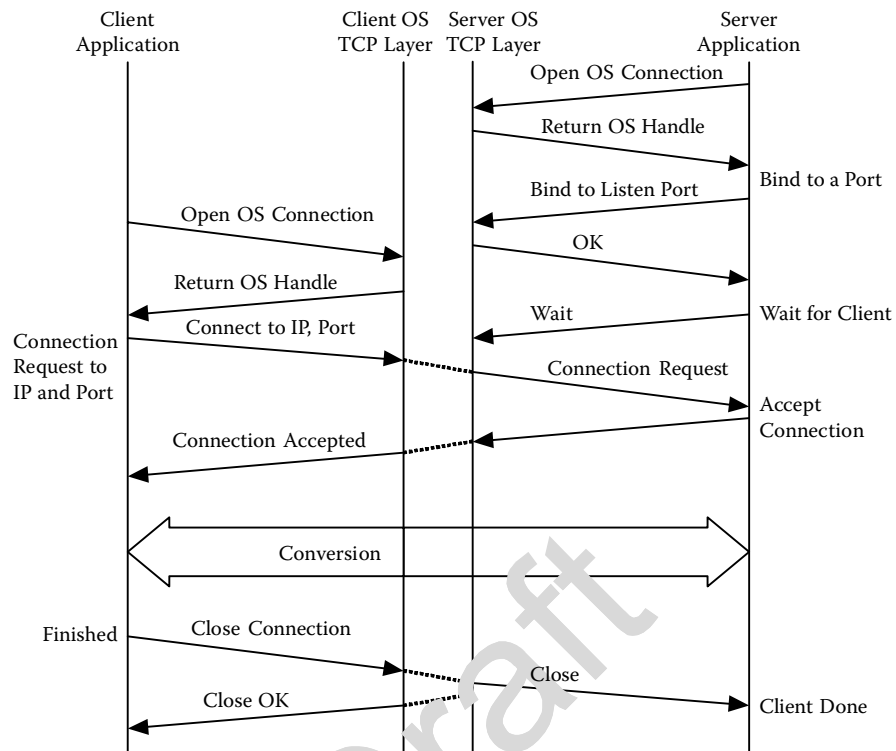 Client
Application
Client OS
TCP Layer
Server OS
TCP Layer
Server
Application
Open OS Connection
Return OS Handle
Bind to a Port
Bind to Listen Port
Open OS Connection
OK
Return OS Handle
Wait
Wait for Client
Connect to IP, Port
Connection
Request to
IP and Port
Connection Request
Accept
Connection
Connection Accepted
Conversion
Finished
Close Connection
Close
Close OK
Client Done
Draft